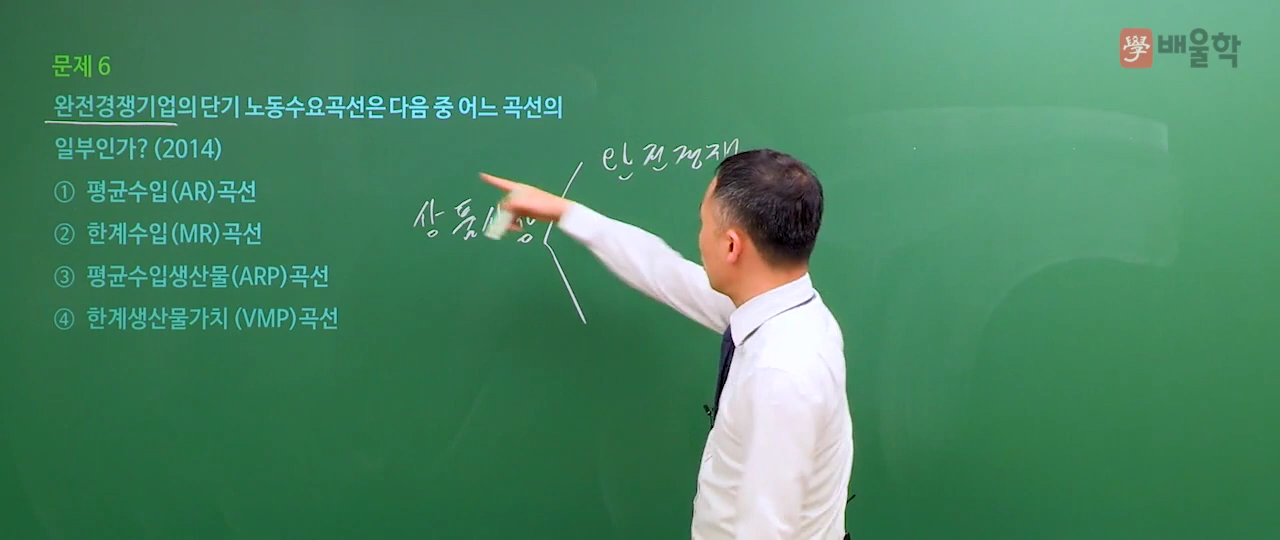 學 배울학
문제 6
완전경쟁기업의 단기 노동수요곡선은 다음 중 어느 곡선의
일부인가? (2014)
① 평균수입(AR)곡선
② 한계수입(MR)곡선
③ 평균수입생산물(ARP)곡선
④ 한계생산물가치 (VMP)곡선
완전경쟁
상품시장